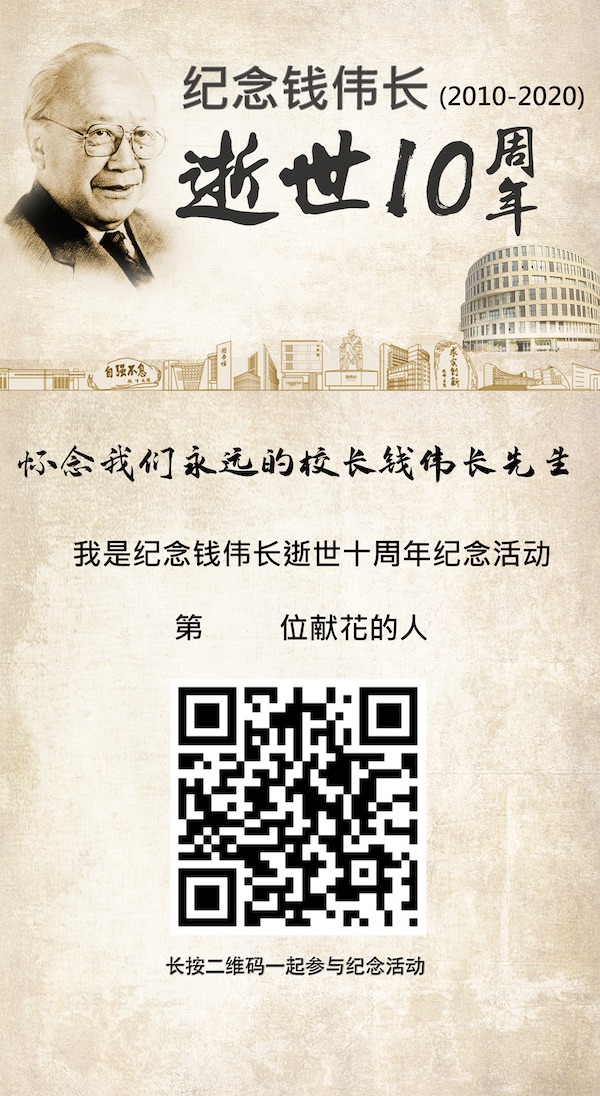 纪念钱伟长 (2010-2020)
逝世10周年
自强不息
求实创新
怀念我们永远的校长钱伟长先生
我是纪念钱伟长逝世十周年纪念活动
第 位献花的人
长按二维码一起参与纪念活动